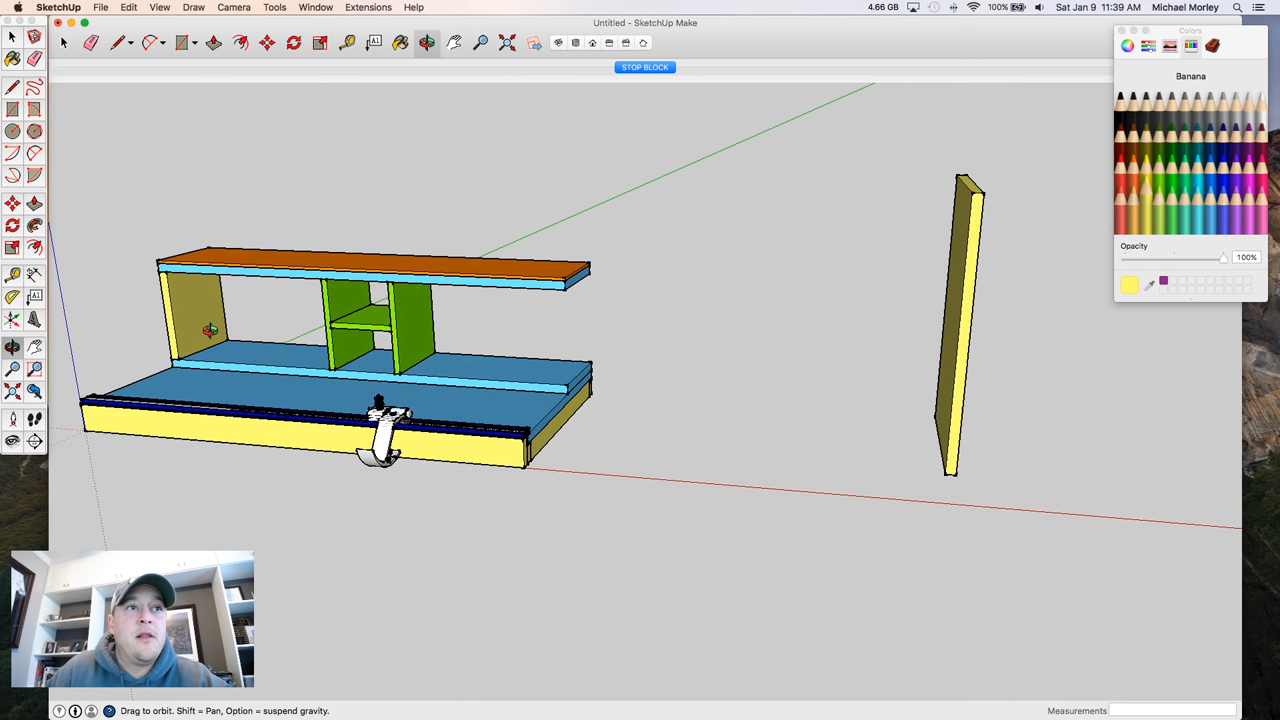 SketchUp File Edit View Draw Camera Tools Window Extensions Help 4.66 GB 100% Sat Jan 9 11:39 AM Michael Morley
Untitled - SketchUp Make
Colors
STOP BLOCK
Banana
Opacity
100%
Drag to orbit. Shift = Pan, Option = suspend gravity.
Measurements